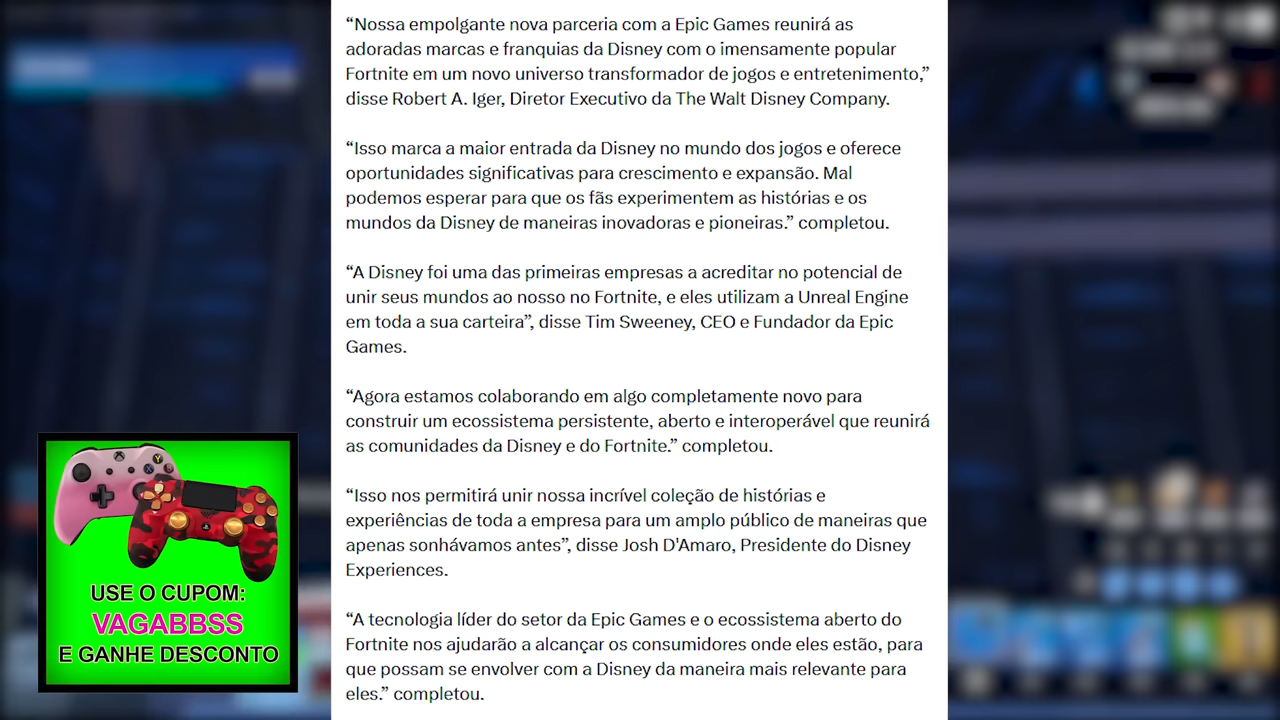 “Nossa empolgante nova parceria com a Epic Games reunirá as
adoradas marcas e franquias da Disney com o imensamente popular
Fortnite em um novo universo transformador de jogos e entretenimento,”
disse Robert A. Iger, Diretor Executivo da The Walt Disney Company.
“Isso marca a maior entrada da Disney no mundo dos jogos e oferece
oportunidades significativas para crescimento e expansão. Mal
podemos esperar para que os fãs experimentem as histórias e os
mundos da Disney de maneiras inovadoras e pioneiras.” completou.
“A Disney foi uma das primeiras empresas a acreditar no potencial de
unir seus mundos ao nosso no Fortnite, e eles utilizam a Unreal Engine
em toda a sua carteira”, disse Tim Sweeney, CEO e Fundador da Epic
Games.
“Agora estamos colaborando em algo completamente novo para
construir um ecossistema persistente, aberto e interoperável que reunirá
as comunidades da Disney e do Fortnite.” completou.
“Isso nos permitirá unir nossa incrível coleção de histórias e
experiências de toda a empresa para um amplo público de maneiras que
apenas sonhávamos antes”, disse Josh D'Amaro, Presidente do Disney
Experiences.
“A tecnologia líder do setor da Epic Games e o ecossistema aberto do
Fortnite nos ajudarão a alcançar os consumidores onde eles estão, para
que possam se envolver com a Disney da maneira mais relevante para
eles.” completou.
USE O CUPOM:
VAGABBSS
E GANHE DESCONTO